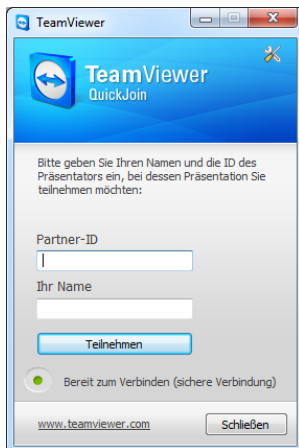 TeamViewer
TeamViewer
QuickJoin
Bitte geben Sie Ihren Namen und die ID des
Präsentators ein, bei dessen Präsentation Sie
teilnehmen möchten:
Partner-ID
Ihr Name
Teilnehmen
Bereit zum Verbinden (sichere Verbindung)
www.teamviewer.com
Schließen